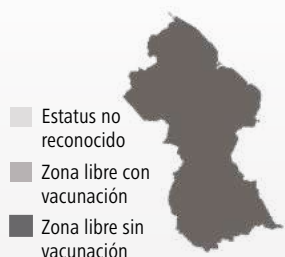 Estatus no
reconocido
Zona libre con
vacunación
Zona libre sin
vacunación